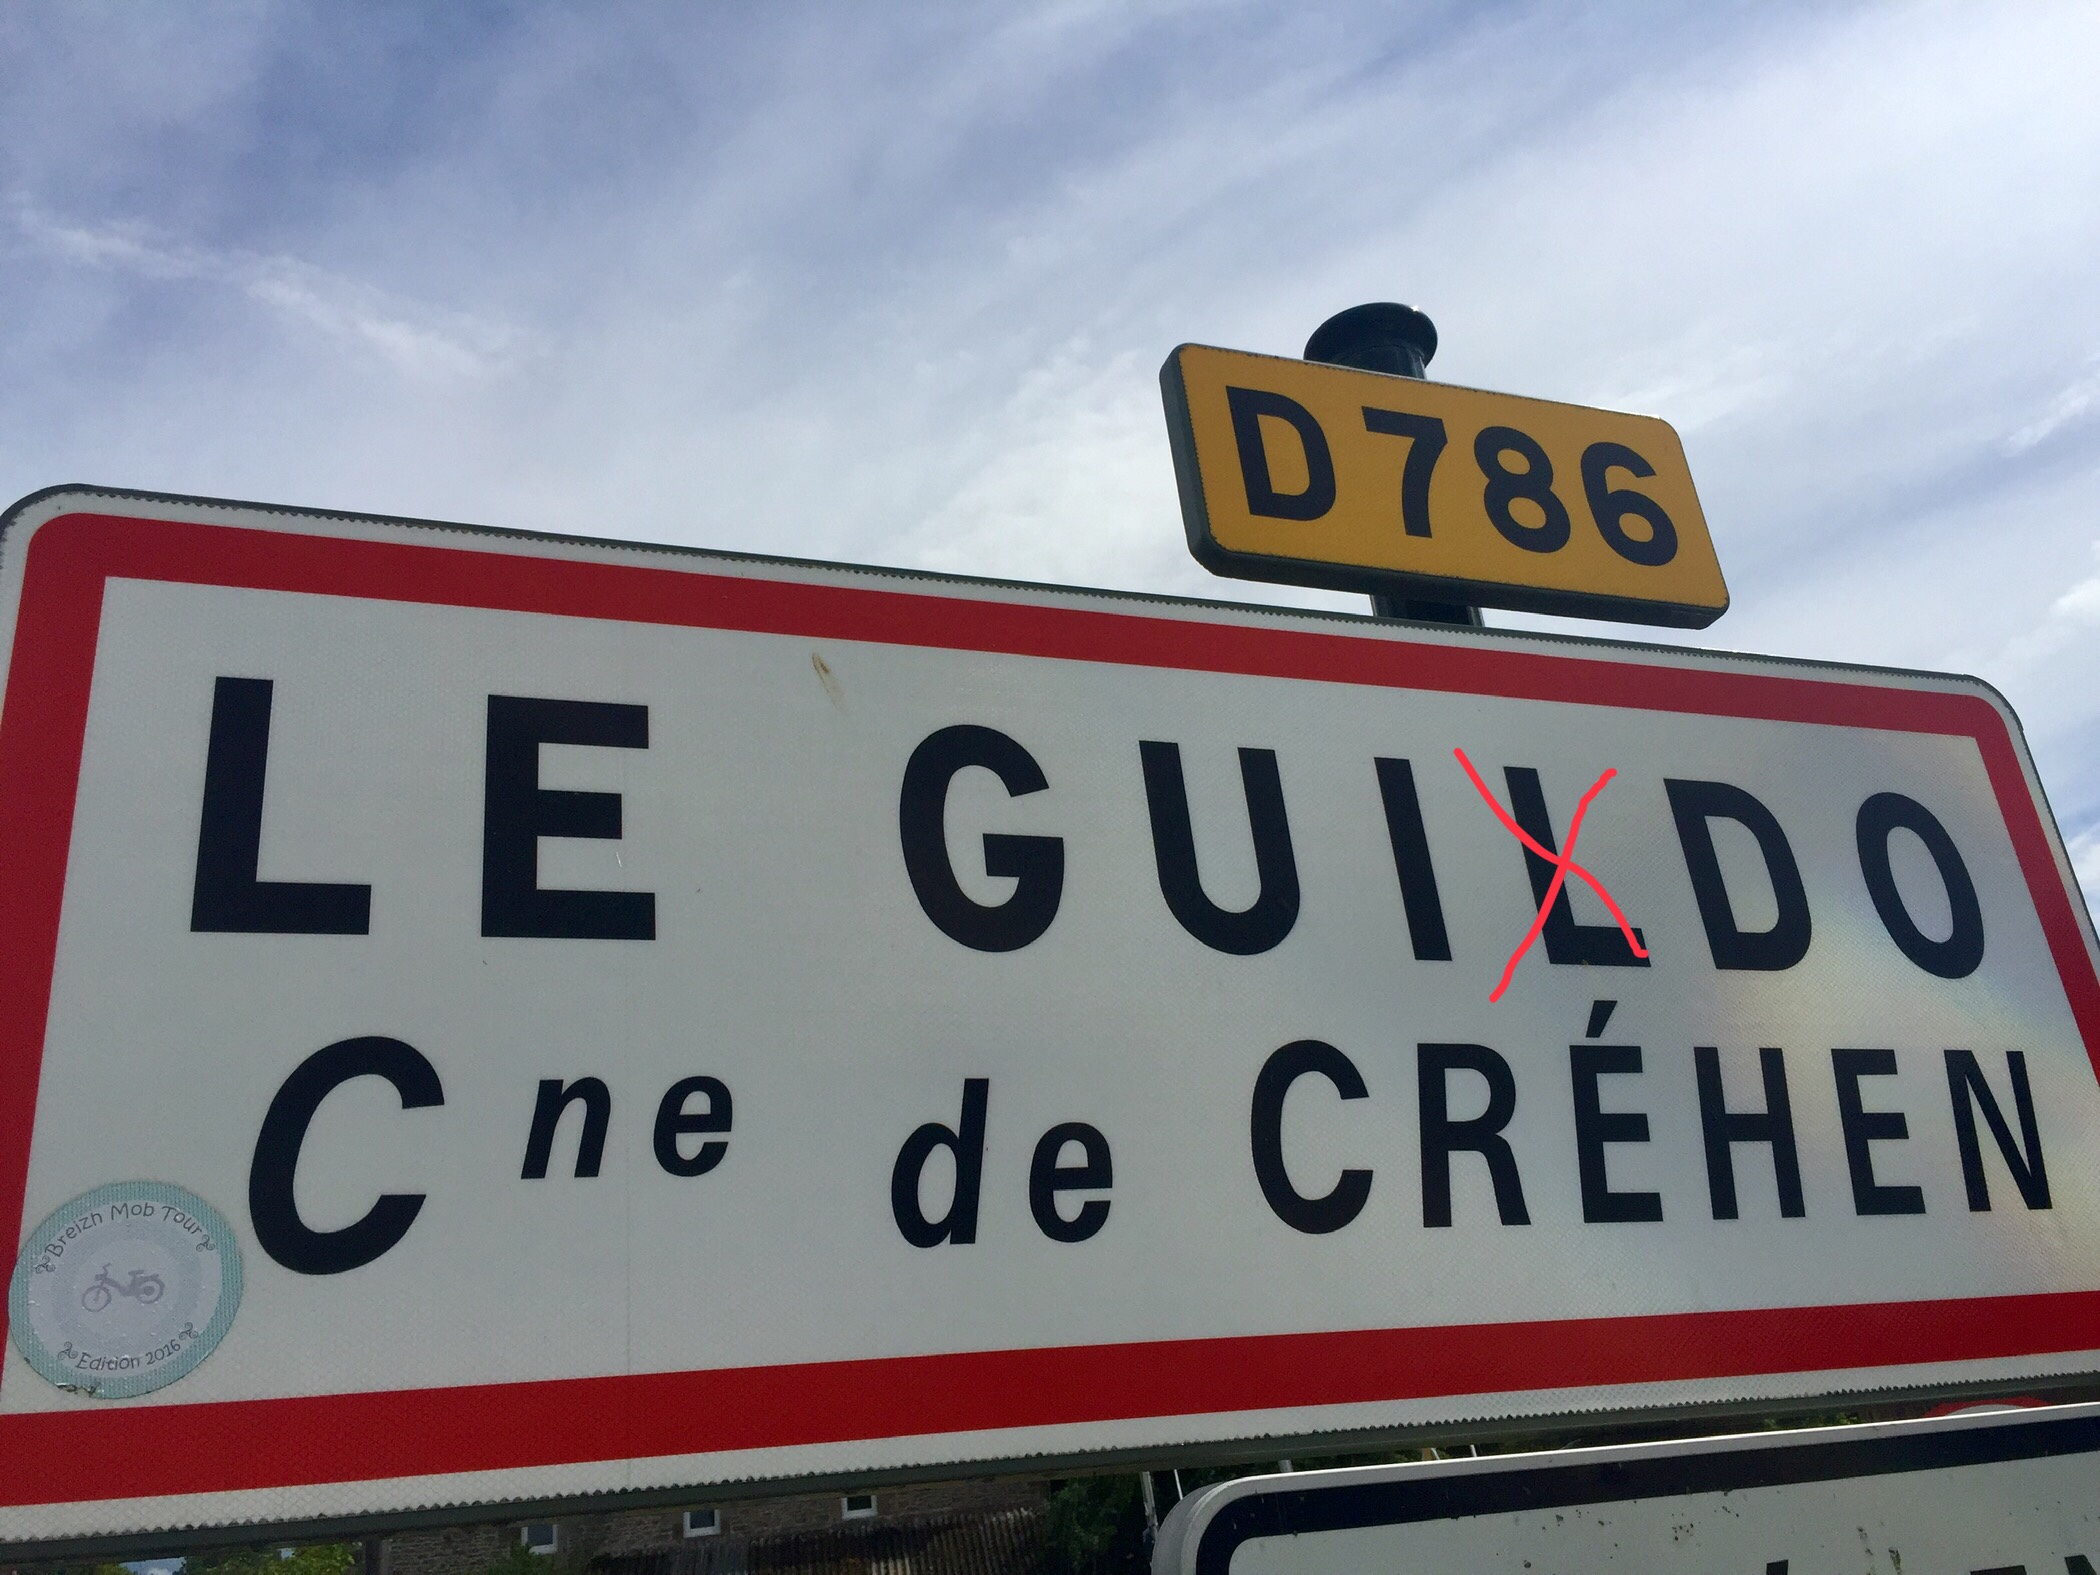 D786
LE GUILDO
Cne de CRÉHEN
Breizh Mob Tour
Edition 2016